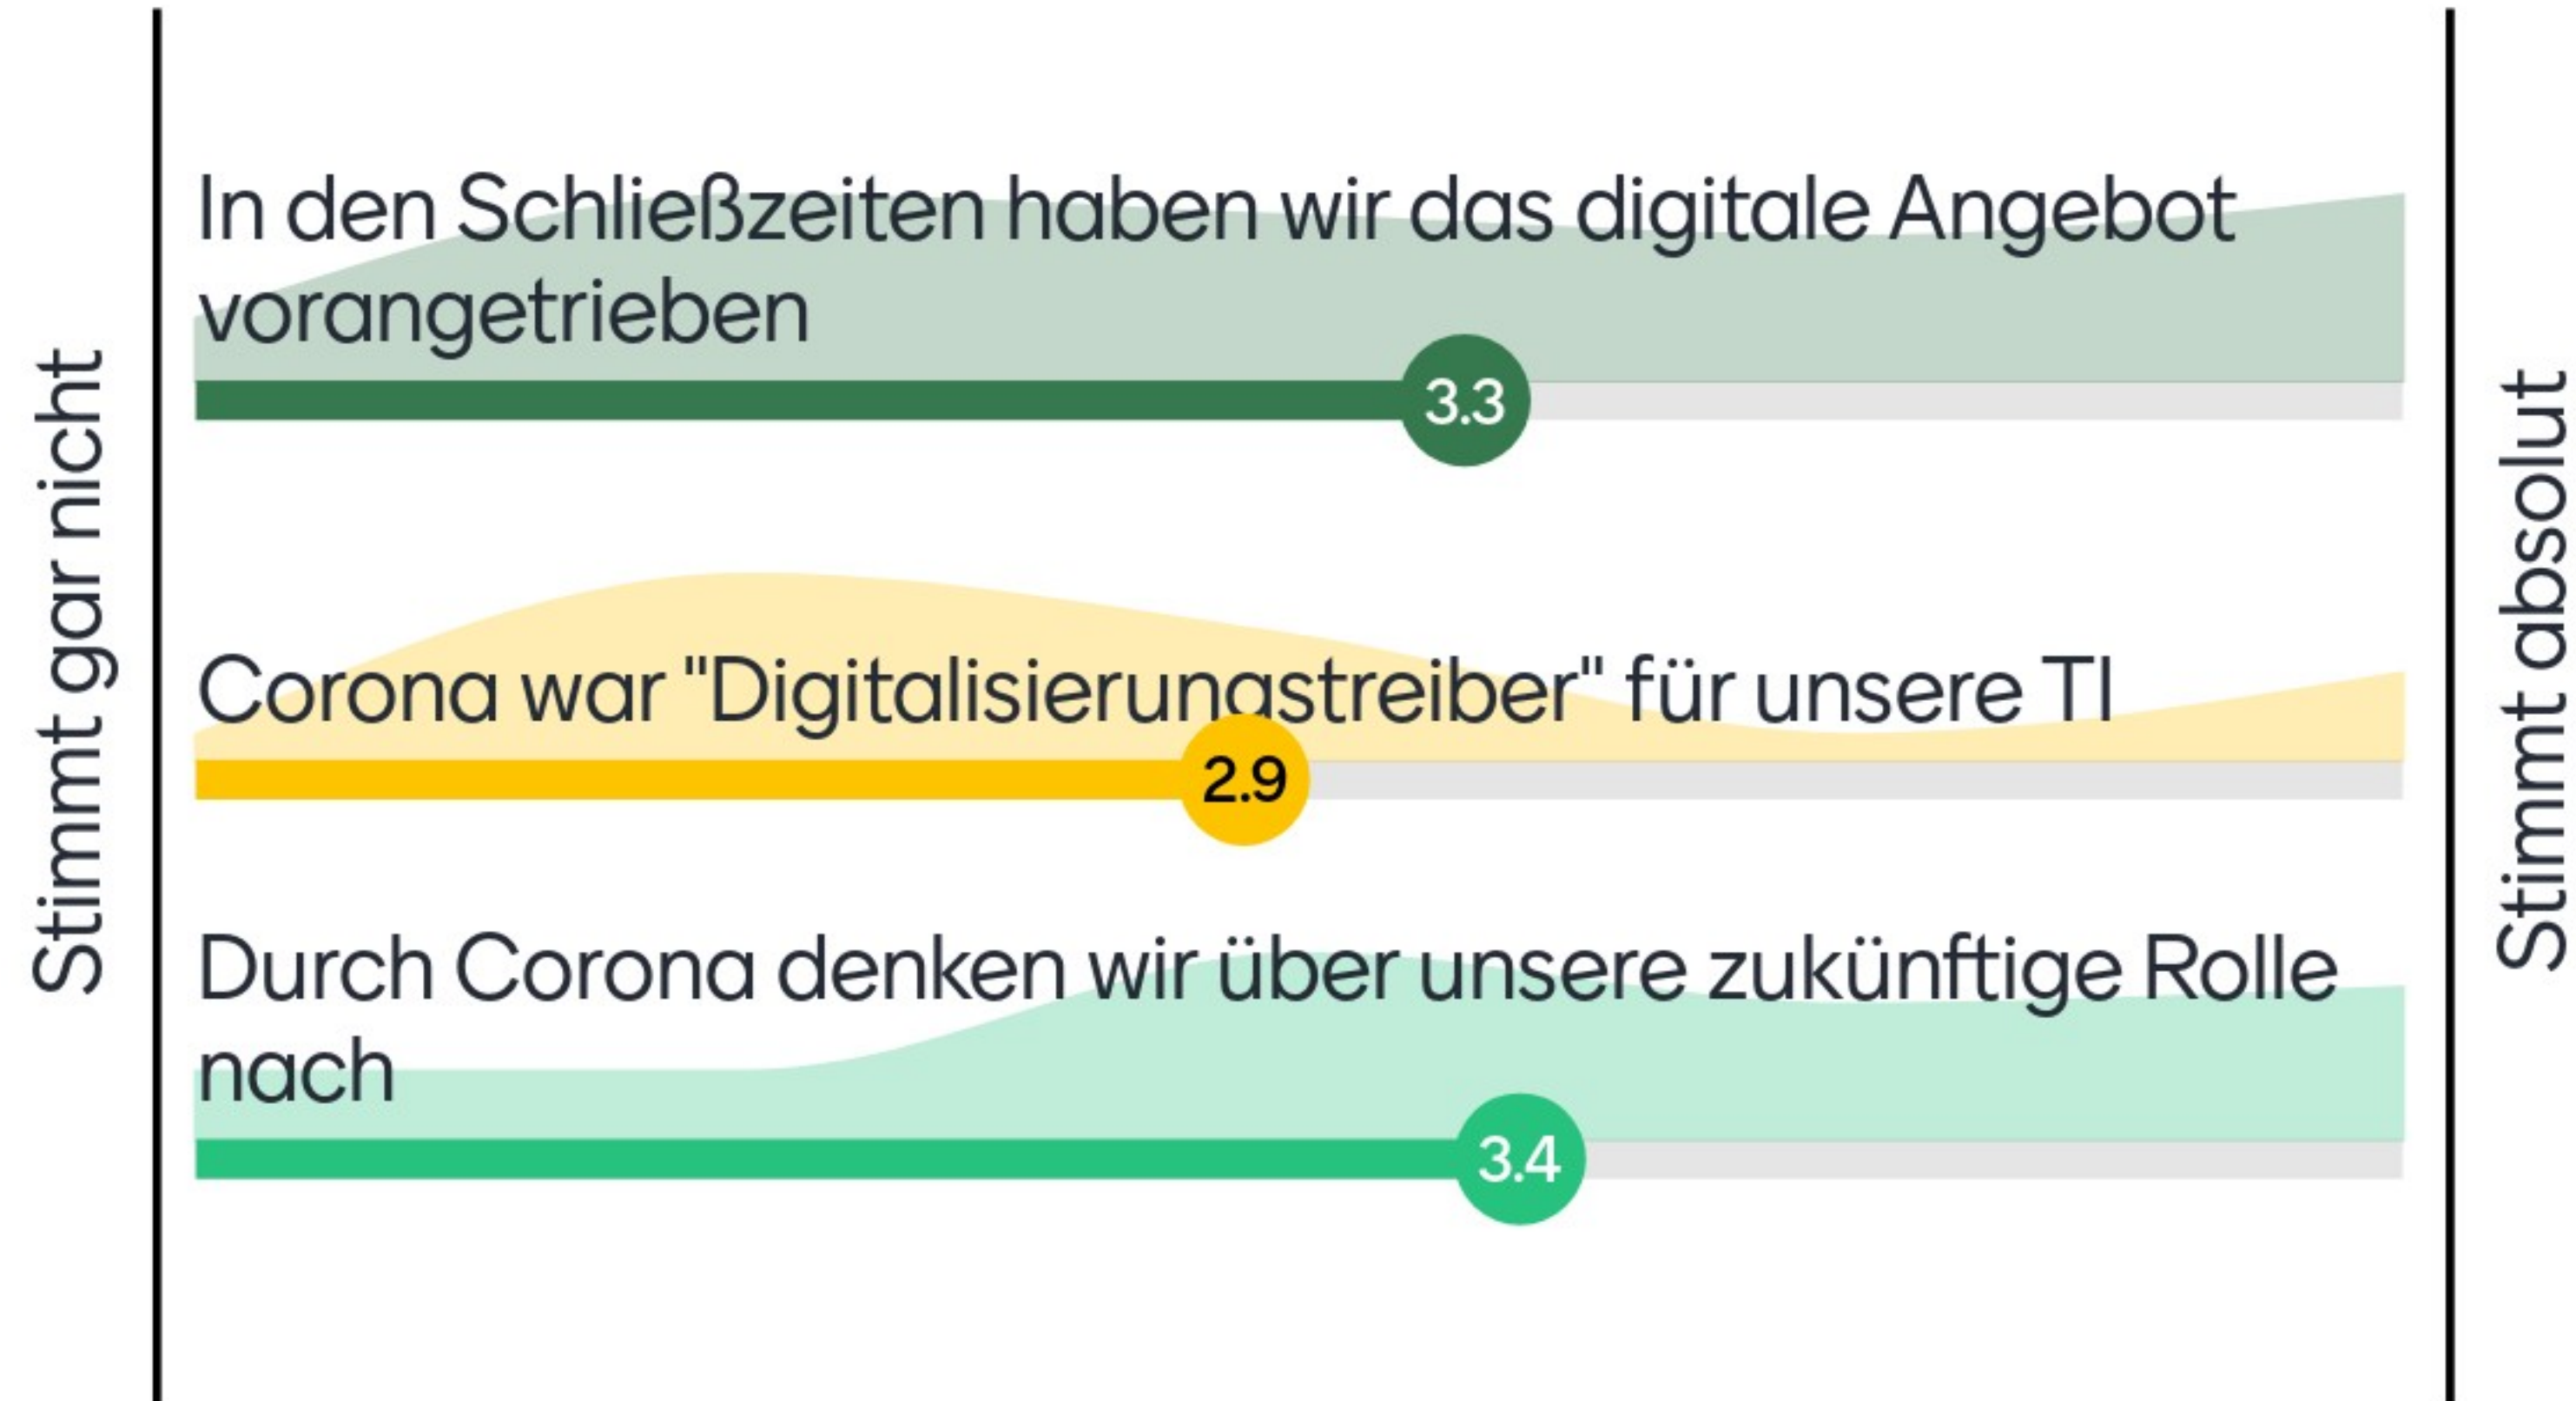 Stimmt gar nicht
In den Schließzeiten haben wir das digitale Angebot
vorangetrieben
3.3
Corona war "Digitalisierungstreiber" für unsere TI
2.9
Durch Corona denken wir über unsere zukünftige Rolle
nach
3.4
Stimmt absolut